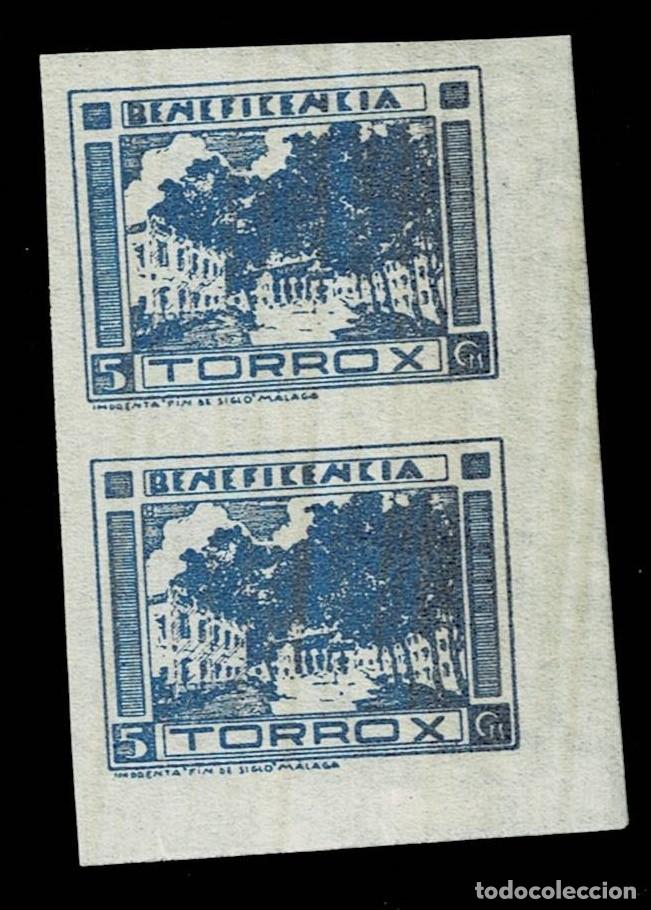 BENEFICENCIA
5 TORROX Cts
IMPRENTA "FIN DE SIGLO" MALAGA
BENEFICENCIA
5 TORROX Cts
IMPRENTA "FIN DE SIGLO" MALAGA
todocoleccion